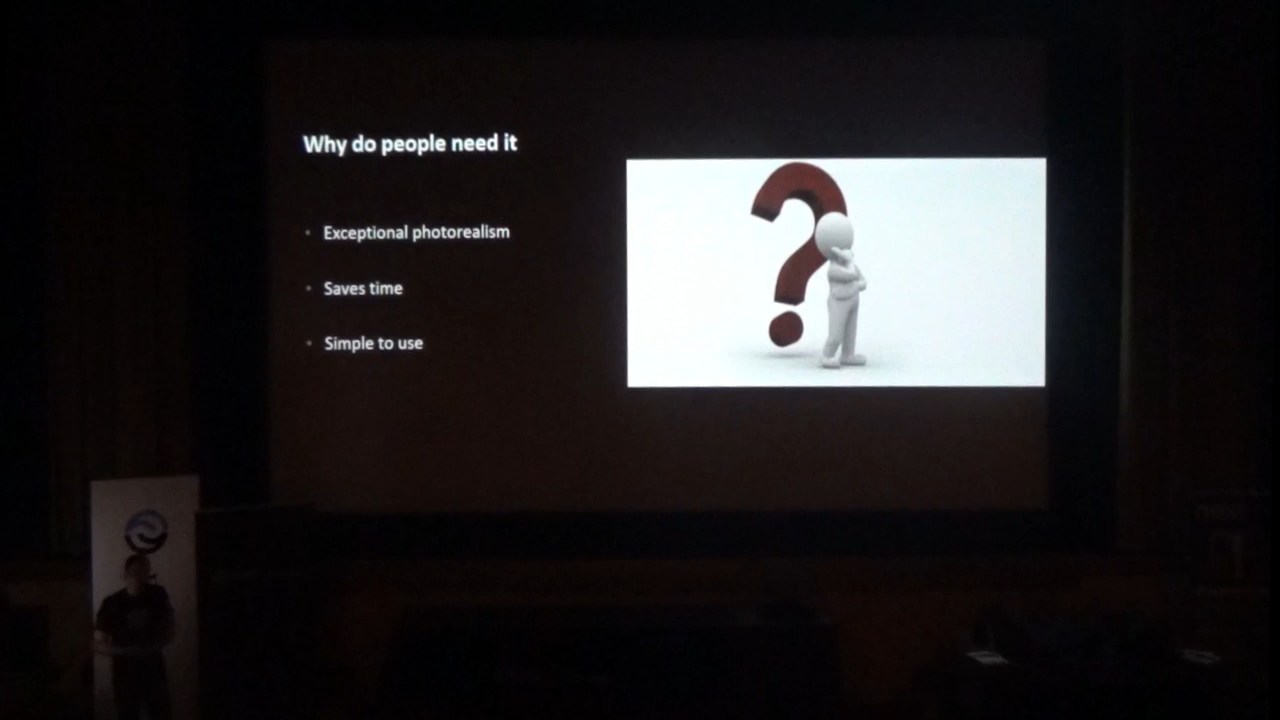 Why do people need it
Exceptional photorealism
Saves time
Simple to use